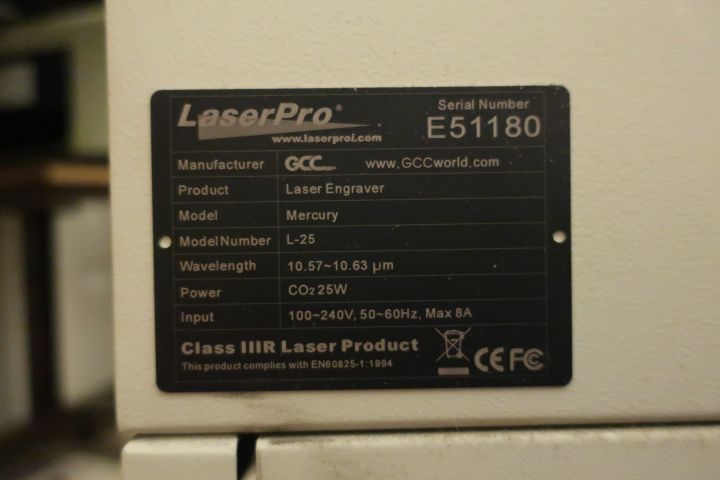 LaserPro®
www.laserproi.com
Serial Number
E51180
Manufacturer GCC www.GCCworld.com
Product Laser Engraver
Model Mercury
Model Number L-25
Wavelength 10.57~10.63 µm
Power CO2 25W
Input 100~240V, 50~60Hz, Max 8A
Class IIIR Laser Product
This product complies with EN60825-1:1994
CE FC